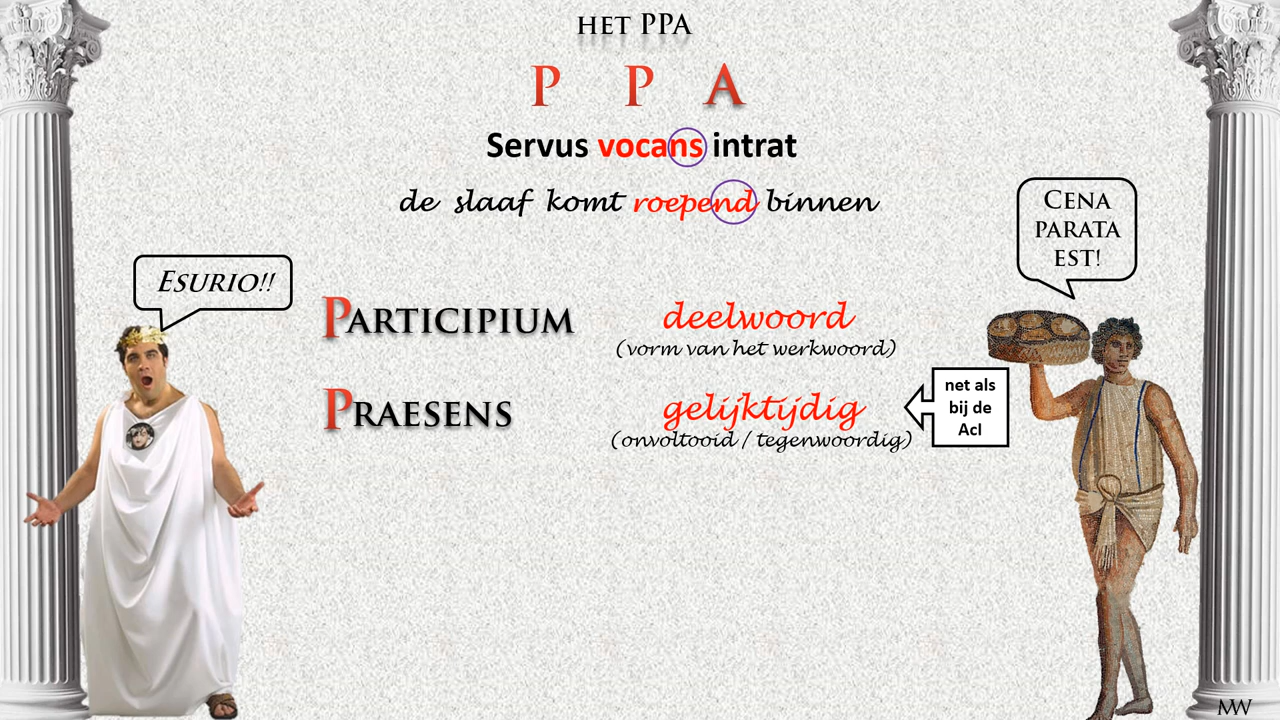 HET PPA
P P A
Servus vocans intrat
de slaaf komt roepend binnen
CENA
PARATA
EST!
ESURIO!!
PARTICIPIUM
deelwoord
(vorm van het werkwoord)
PRAESENS
gelijktijdig
(onvoltooid / tegenwoordig)
net als
bij de
AcI
MW